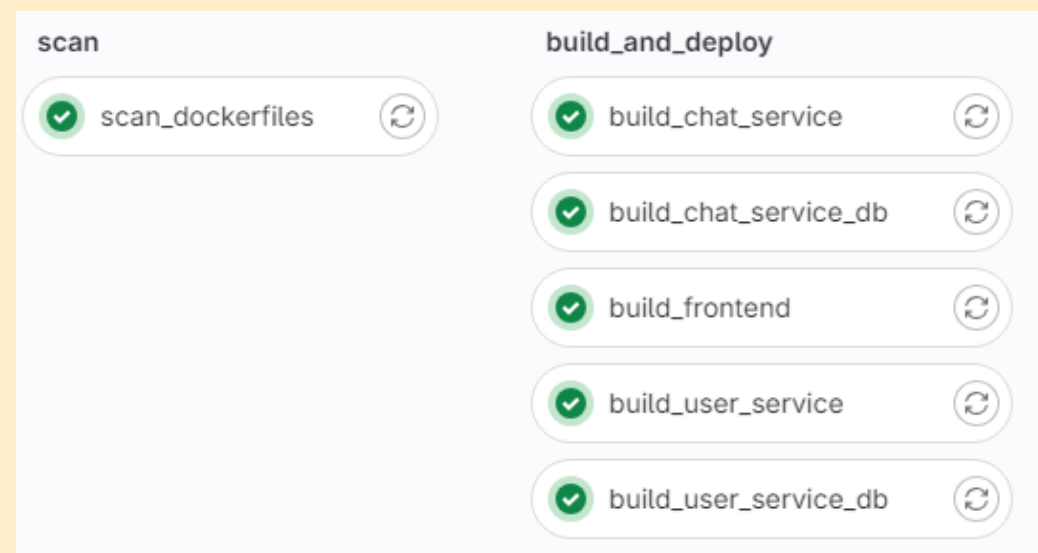 scan
scan_dockerfiles
build_and_deploy
build_chat_service
build_chat_service_db
build_frontend
build_user_service
build_user_service_db